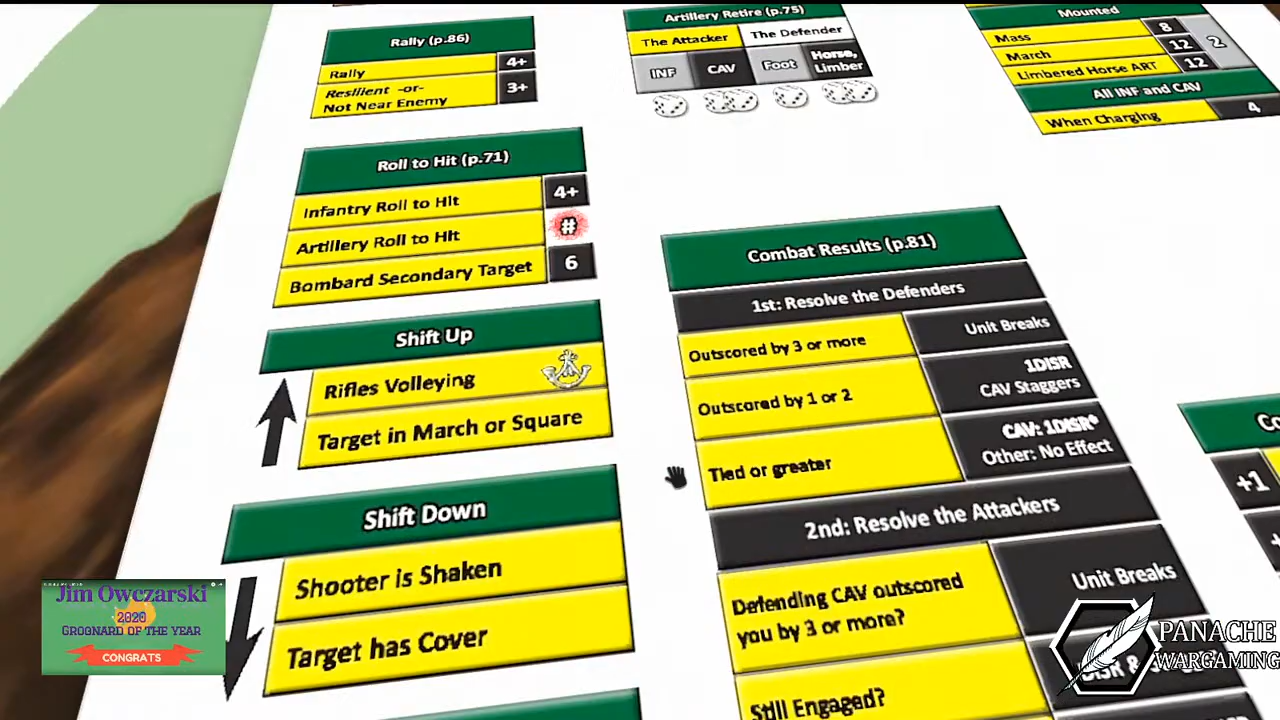 Rally (p.86)
Rally
4+
Resilient -or-
Not Near Enemy
3+
Artillery Retire (p.75)
The Attacker
The Defender
INF
CAV
Foot
Horse,
Limber
Mounted
Mass
8
March
12
2
Limbered Horse ART
12
All INF and CAV
When Charging
4
Roll to Hit (p.71)
Infantry Roll to Hit
4+
Artillery Roll to Hit
#
Bombard Secondary Target
6
Shift Up
Rifles Volleying
Target in March or Square
Shift Down
Shooter is Shaken
Target has Cover
Combat Results (p.81)
1st: Resolve the Defenders
Outscored by 3 or more
Unit Breaks
Outscored by 1 or 2
1DISR
CAV Staggers
Tied or greater
CAV: 1DISR*
Other: No Effect
2nd: Resolve the Attackers
Defending CAV outscored
you by 3 or more?
Unit Breaks
Still Engaged?
DISR &
+1
Jim Owczarski
2020
GROGNARD OF THE YEAR
CONGRATS
PANACHE
WARGAMING